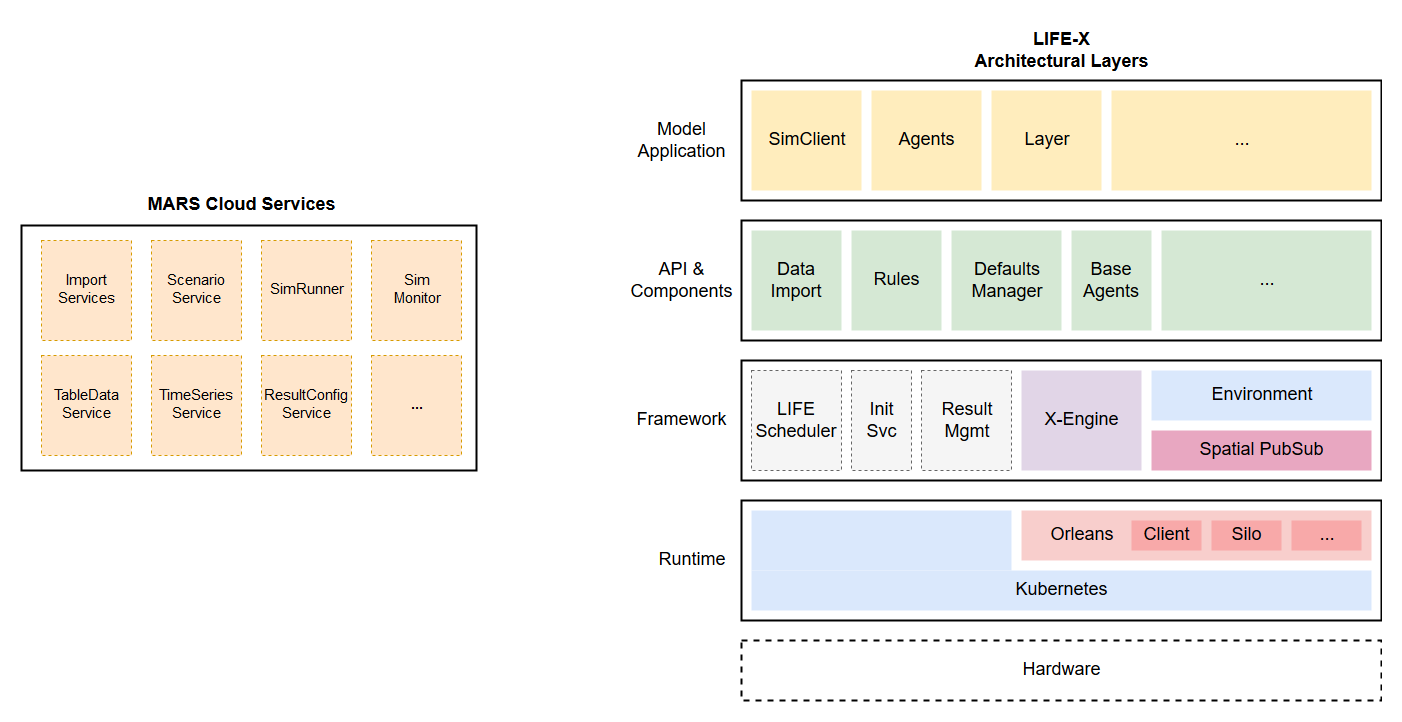 MARS Cloud Services
Import
Services
Scenario
Service
SimRunner
Sim
Monitor
TableData
Service
TimeSeries
Service
ResultConfig
Service
...
LIFE-X
Architectural Layers
Model
Application
SimClient
Agents
Layer
...
API &
Components
Data
Import
Rules
Defaults
Manager
Base
Agents
...
Framework
LIFE
Scheduler
Init
Svc
Result
Mgmt
X-Engine
Environment
Spatial PubSub
Runtime
Orleans
Client
Silo
...
Kubernetes
Hardware